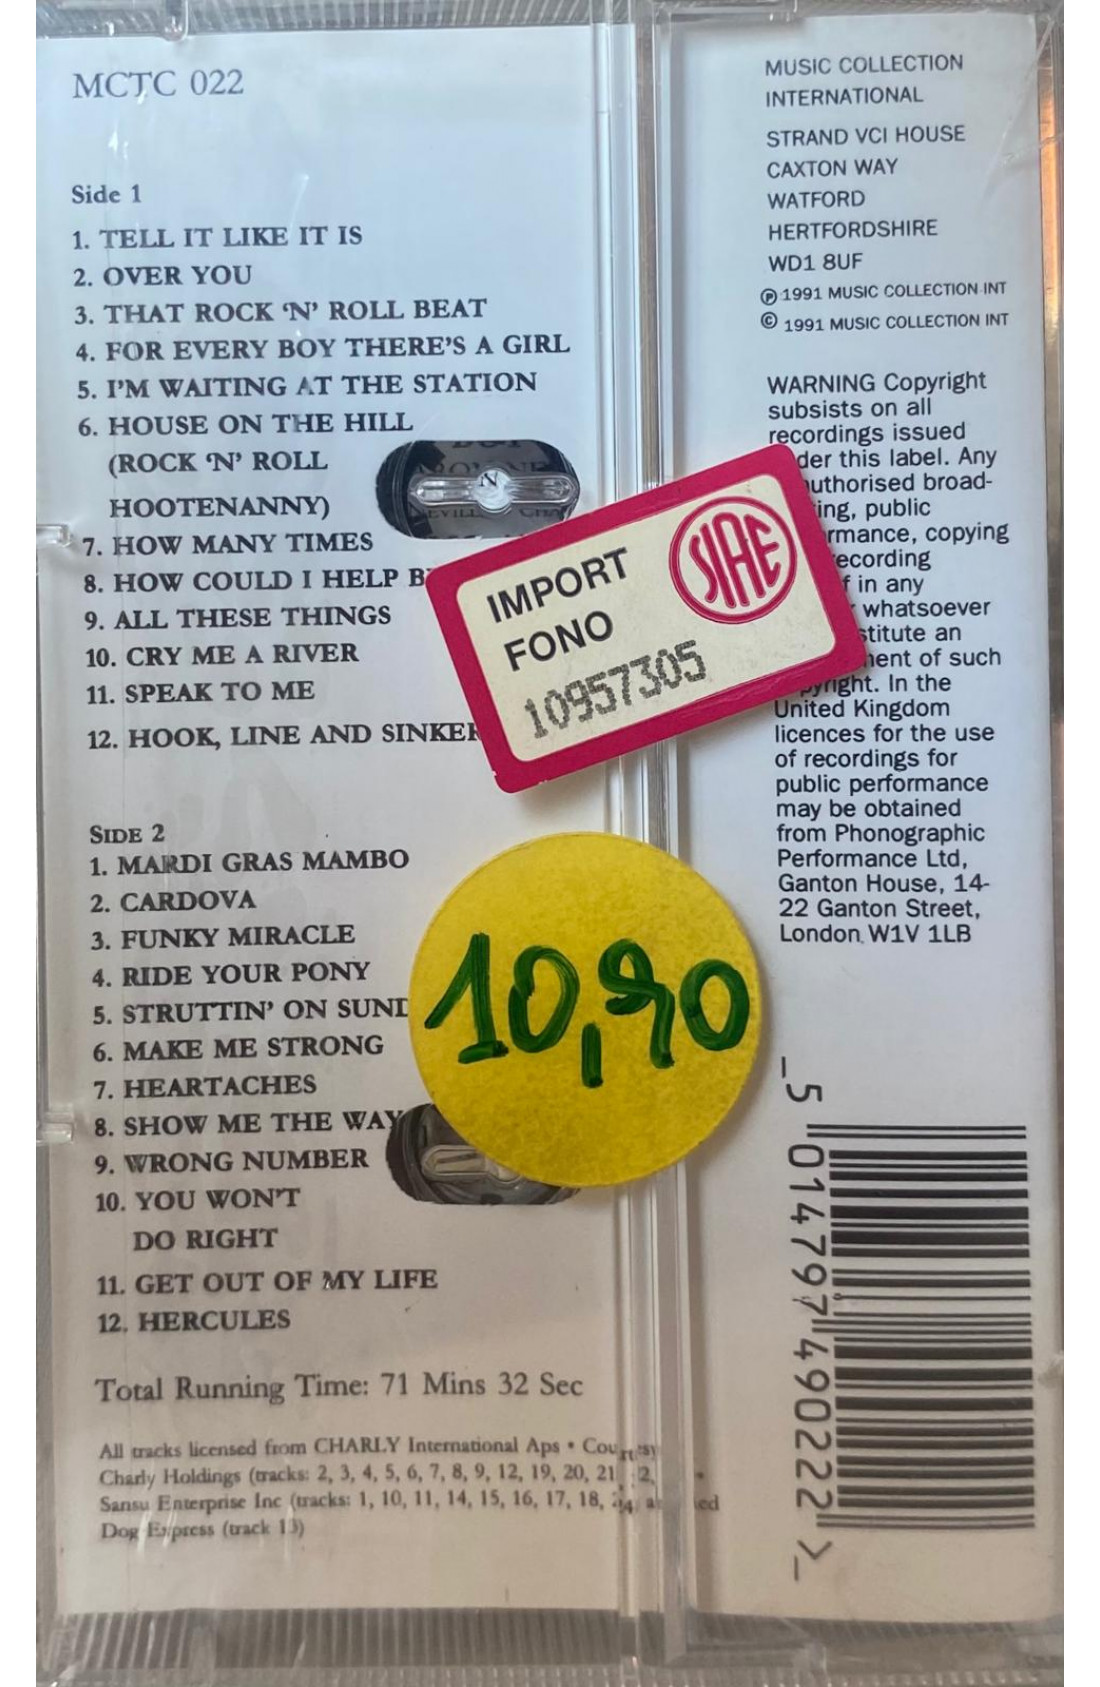 MCTC 022
Side 1
1. TELL IT LIKE IT IS
2. OVER YOU
3. THAT ROCK 'N' ROLL BEAT
4. FOR EVERY BOY THERE'S A GIRL
5. I'M WAITING AT THE STATION
6. HOUSE ON THE HILL
(ROCK 'N' ROLL
HOOTENANNY)
7. HOW MANY TIMES
8. HOW COULD I HELP
9. ALL THESE THINGS
10. CRY ME A RIVER
11. SPEAK TO ME
12. HOOK, LINE AND SINKER
SIDE 2
1. MARDI GRAS MAMBO
2. CARDOVA
3. FUNKY MIRACLE
4. RIDE YOUR PONY
5. STRUTTIN' ON
6. MAKE ME STRONG
7. HEARTACHES
8. SHOW ME THE WAY
9. WRONG NUMBER
10. YOU WON'T
DO RIGHT
11. GET OUT OF MY LIFE
12. HERCULES
Total Running Time: 71 Mins 32 Sec
All tracks licensed from CHARLY International Aps • Courtesy
Charly Holdings (tracks: 2, 3, 4, 5, 6, 7, 8, 9, 12, 19, 20, 21
Sansu Enterprise Inc (tracks: 1, 10, 11, 14, 15, 16, 17, 18,
Dog Express (track 13)
IMPORT
FONO
10957305
SIAE
10,90
MUSIC COLLECTION
INTERNATIONAL
STRAND VCI HOUSE
CAXTON WAY
WATFORD
HERTFORDSHIRE
WD1 8UF
℗ 1991 MUSIC COLLECTION INT
© 1991 MUSIC COLLECTION INT
WARNING Copyright
subsists on all
recordings issued
this label. Any
broad-
public
copying
in any
whatsoever
an
of such
In the
United Kingdom
licences for the use
of recordings for
public performance
may be obtained
from Phonographic
Performance Ltd,
Ganton House, 14-
22 Ganton Street,
London W1V 1LB
5 014797 490222 >